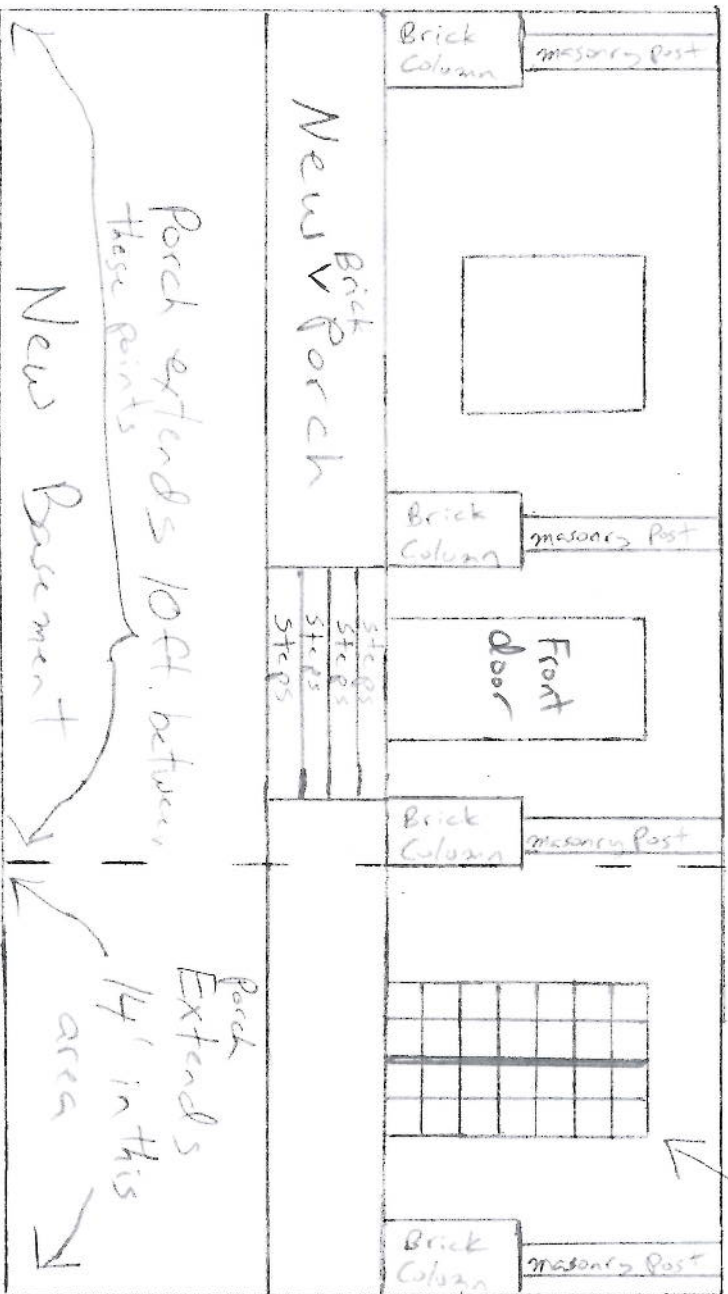 Brick
Column
masonry Post
Brick
Column
masonry Post
Brick
Column
masonry Post
Brick
Column
masonry Post
Front
door
steps
steps
steps
steps
Brick
New ∨ Porch
Porch extends 10ft. between
these points
New Basement
Porch
Extends
14' in this
area